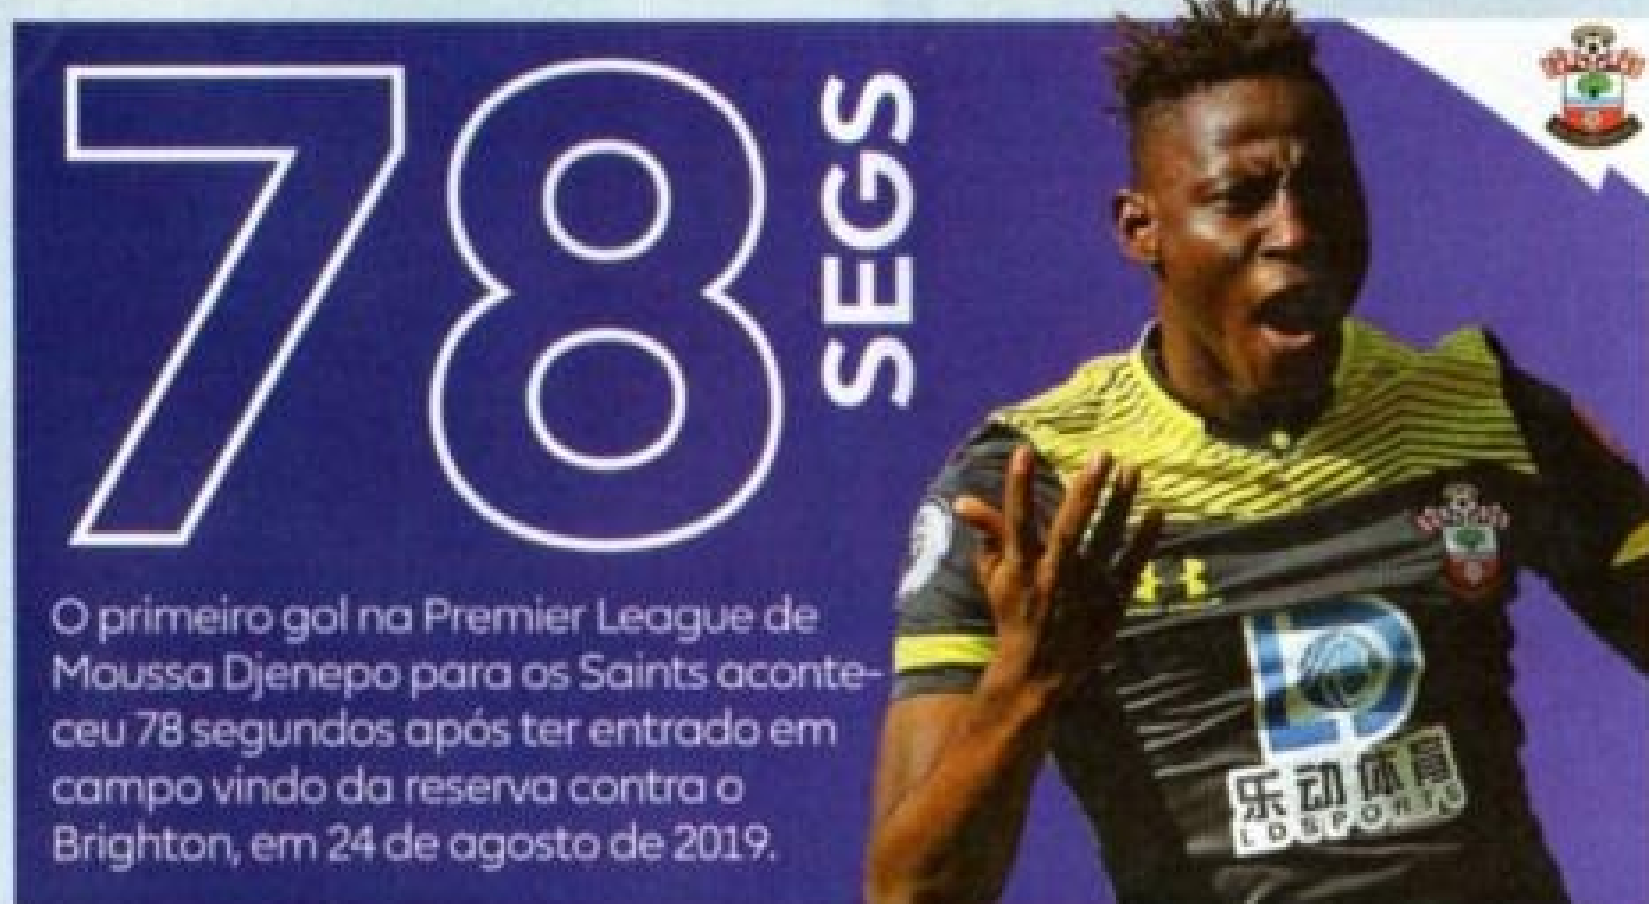 78
SEGS
O primeiro gol na Premier League de
Moussa Djenepo para os Saints aconte-
ceu 78 segundos após ter entrado em
campo vindo da reserva contra o
Brighton, em 24 de agosto de 2019.
乐动体育
LDSPORTS